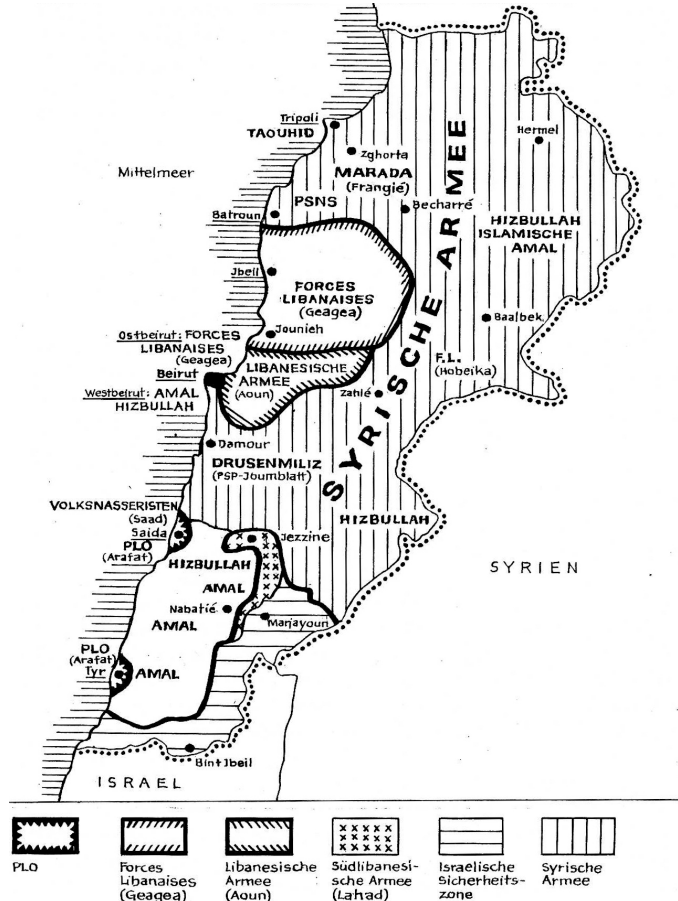 Mittelmeer
Tripoli
TAOUHID
Zghorta
MARADA
(Frangié)
Becharré
Hermel
PSNS
Batroun
HIZBULLAH
ISLAMISCHE
AMAL
SYRISCHE ARMEE
Jbeil
FORCES
LIBANAISES
(Geagea)
Jounieh
Baalbek
Ostbeirut: FORCES
LIBANAISES
(Geagea)
Beirut
LIBANESISCHE
ARMEE
(Aoun)
F.L.
(Hobeika)
Westbeirut: AMAL
HIZBULLAH
Zahlé
Damour
DRUSENMILIZ
(PSP-Joumblatt)
VOLKSNASSERISTEN
(Saad)
Saida
PLO
(Arafat)
HIZBULLAH
Jezzine
HIZBULLAH
AMAL
SYRIEN
Nabatié
AMAL
Marjayoun
PLO
(Arafat)
Tyr
AMAL
Bint Jbeil
ISRAEL
PLO
Forces
Libanaises
(Geagea)
Libanesische
Armee
(Aoun)
Südlibanesi-
sche Armee
(Lahad)
Israelische
Sicherheits-
zone
Syrische
Armee